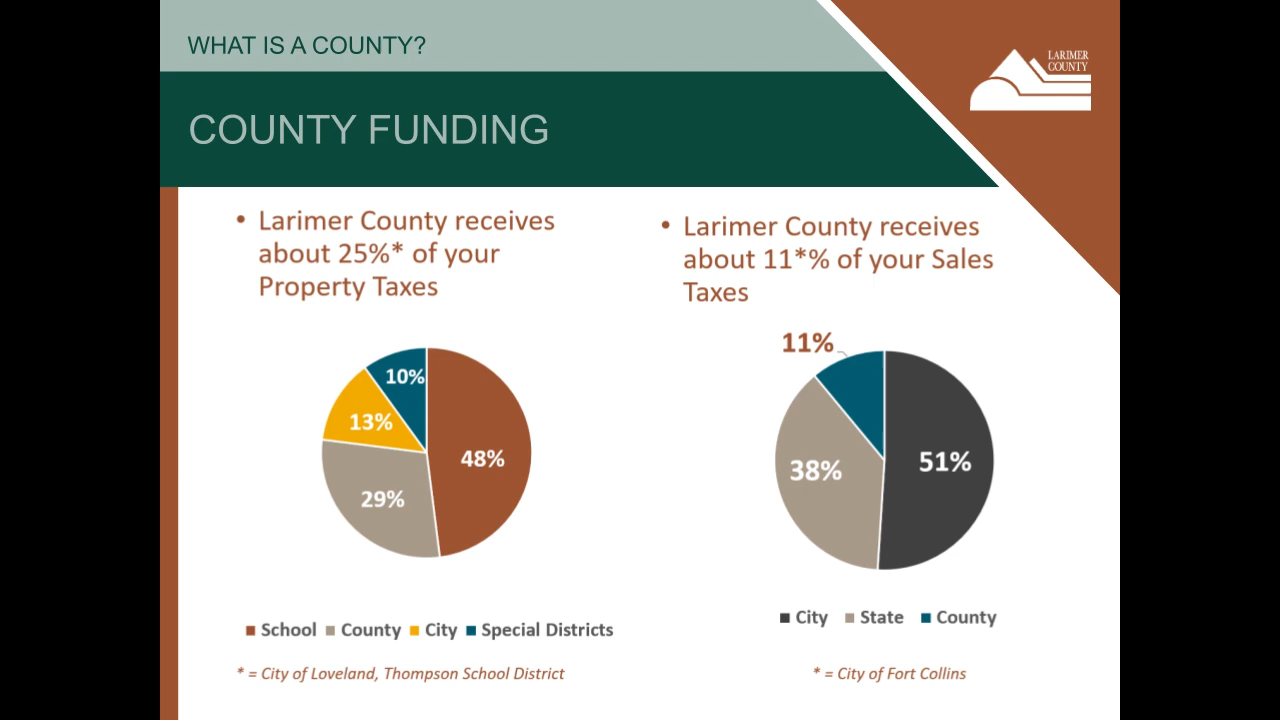 WHAT IS A COUNTY?
LARIMER
COUNTY
COUNTY FUNDING
• Larimer County receives
about 25%* of your
Property Taxes
10%
13%
48%
29%
■ School ■ County ■ City ■ Special Districts
* = City of Loveland, Thompson School District
• Larimer County receives
about 11*% of your Sales
Taxes
11%
38%
51%
■ City ■ State ■ County
* = City of Fort Collins